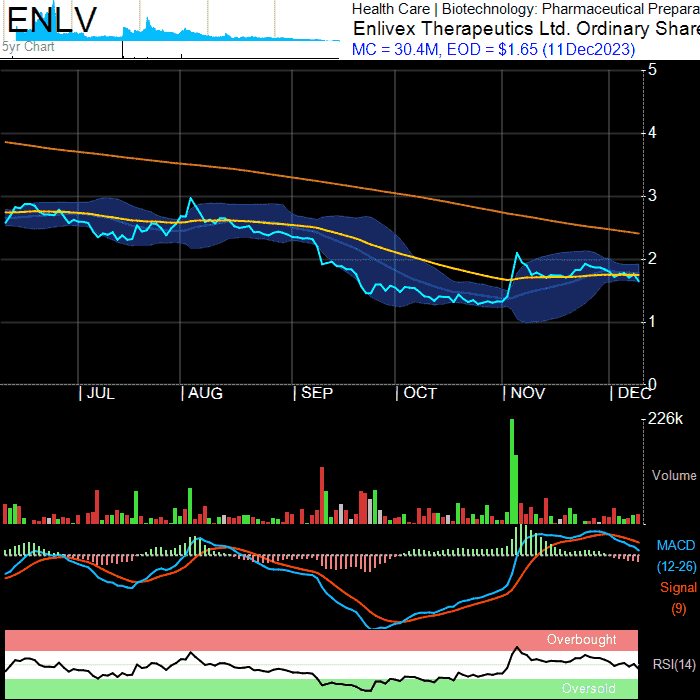 ENLV
5yr Chart
Health Care | Biotechnology: Pharmaceutical Prepara
Enlivex Therapeutics Ltd. Ordinary Share
MC = 30.4M, EOD = $1.65 (11Dec2023)
5
4
3
2
1
0
| JUL | AUG | SEP | OCT | NOV | DEC
226k
Volume
MACD
(12-26)
Signal
(9)
Overbought
RSI(14)
Oversold